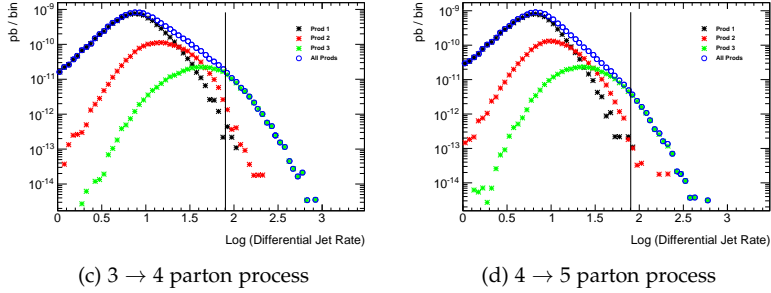 pb / bin
10⁻⁹
10⁻¹⁰
10⁻¹¹
10⁻¹²
10⁻¹³
10⁻¹⁴
Prod 1
Prod 2
Prod 3
All Prods
0 0.5 1 1.5 2 2.5 3
Log (Differential Jet Rate)
(c) 3 → 4 parton process
pb / bin
10⁻⁹
10⁻¹⁰
10⁻¹¹
10⁻¹²
10⁻¹³
10⁻¹⁴
Prod 1
Prod 2
Prod 3
All Prods
0 0.5 1 1.5 2 2.5 3
Log (Differential Jet Rate)
(d) 4 → 5 parton process